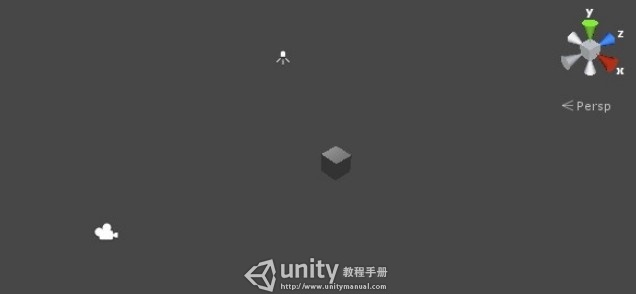 y
z
x
Persp
unity 教程手册
http://www.unitymanual.com